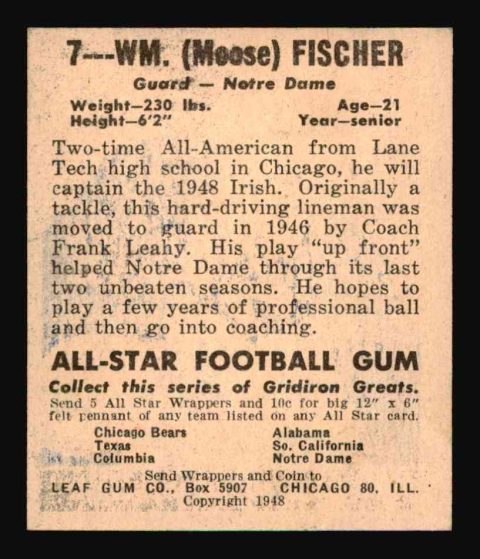 7---WM. (Moose) FISCHER
Guard — Notre Dame
Weight—230 lbs. Age—21
Height—6'2" Year—senior
Two-time All-American from Lane
Tech high school in Chicago, he will
captain the 1948 Irish. Originally a
tackle, this hard-driving lineman was
moved to guard in 1946 by Coach
Frank Leahy. His play "up front"
helped Notre Dame through its last
two unbeaten seasons. He hopes to
play a few years of professional ball
and then go into coaching.
ALL-STAR FOOTBALL GUM
Collect this series of Gridiron Greats.
Send 5 All Star Wrappers and 10c for big 12" x 6"
felt pennant of any team listed on any All Star card.
Chicago Bears Alabama
Texas So. California
Columbia Notre Dame
Send Wrappers and Coin to
LEAF GUM CO., Box 5907 CHICAGO 80, ILL.
Copyright 1948